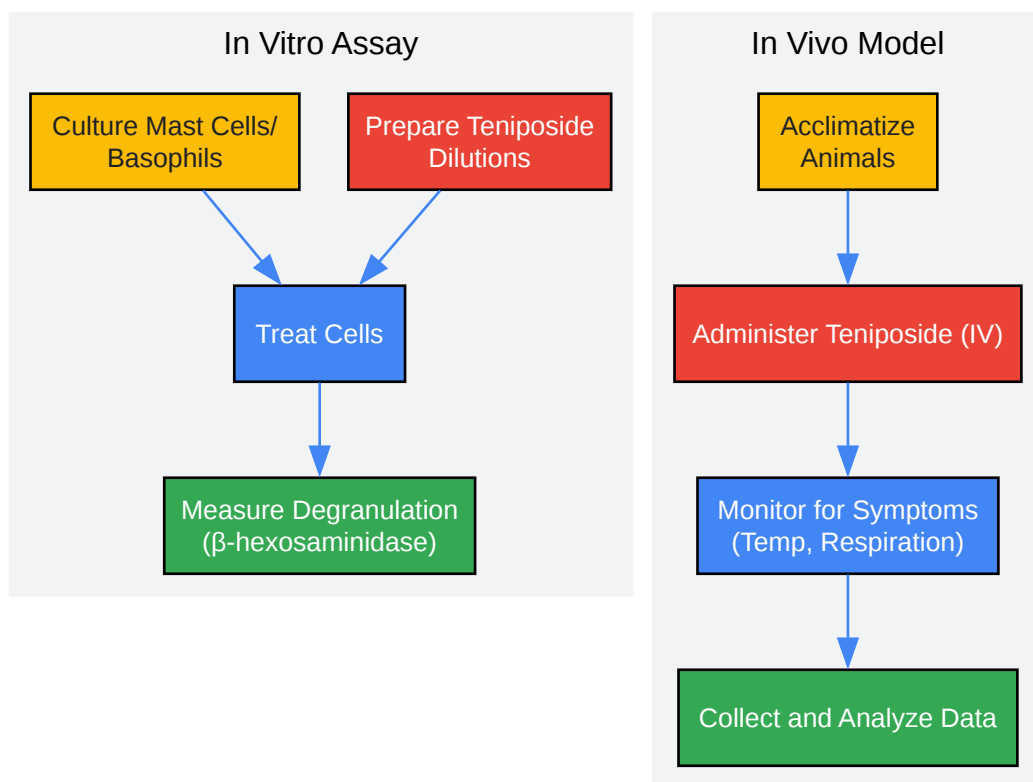 In Vitro Assay
Culture Mast Cells/
Basophils
Prepare Teniposide
Dilutions
Treat Cells
Measure Degranulation
(β-hexosaminidase)
In Vivo Model
Acclimatize
Animals
Administer Teniposide (IV)
Monitor for Symptoms
(Temp, Respiration)
Collect and Analyze Data